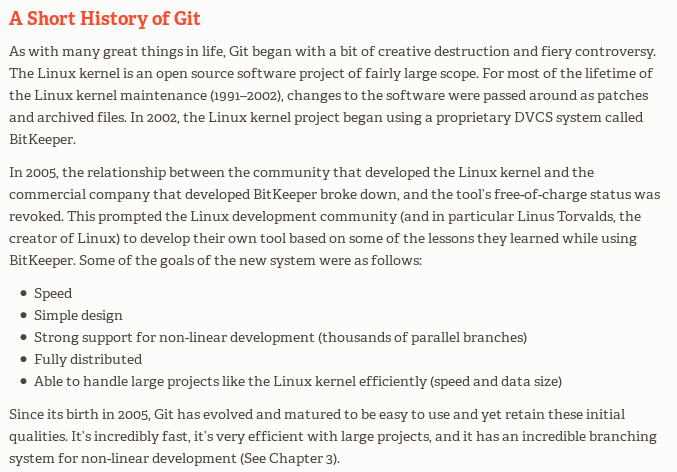 A Short History of Git
As with many great things in life, Git began with a bit of creative destruction and fiery controversy.
The Linux kernel is an open source software project of fairly large scope. For most of the lifetime of
the Linux kernel maintenance (1991–2002), changes to the software were passed around as patches
and archived files. In 2002, the Linux kernel project began using a proprietary DVCS system called
BitKeeper.
In 2005, the relationship between the community that developed the Linux kernel and the
commercial company that developed BitKeeper broke down, and the tool’s free-of-charge status was
revoked. This prompted the Linux development community (and in particular Linus Torvalds, the
creator of Linux) to develop their own tool based on some of the lessons they learned while using
BitKeeper. Some of the goals of the new system were as follows:
• Speed
• Simple design
• Strong support for non-linear development (thousands of parallel branches)
• Fully distributed
• Able to handle large projects like the Linux kernel efficiently (speed and data size)
Since its birth in 2005, Git has evolved and matured to be easy to use and yet retain these initial
qualities. It’s incredibly fast, it’s very efficient with large projects, and it has an incredible branching
system for non-linear development (See Chapter 3).